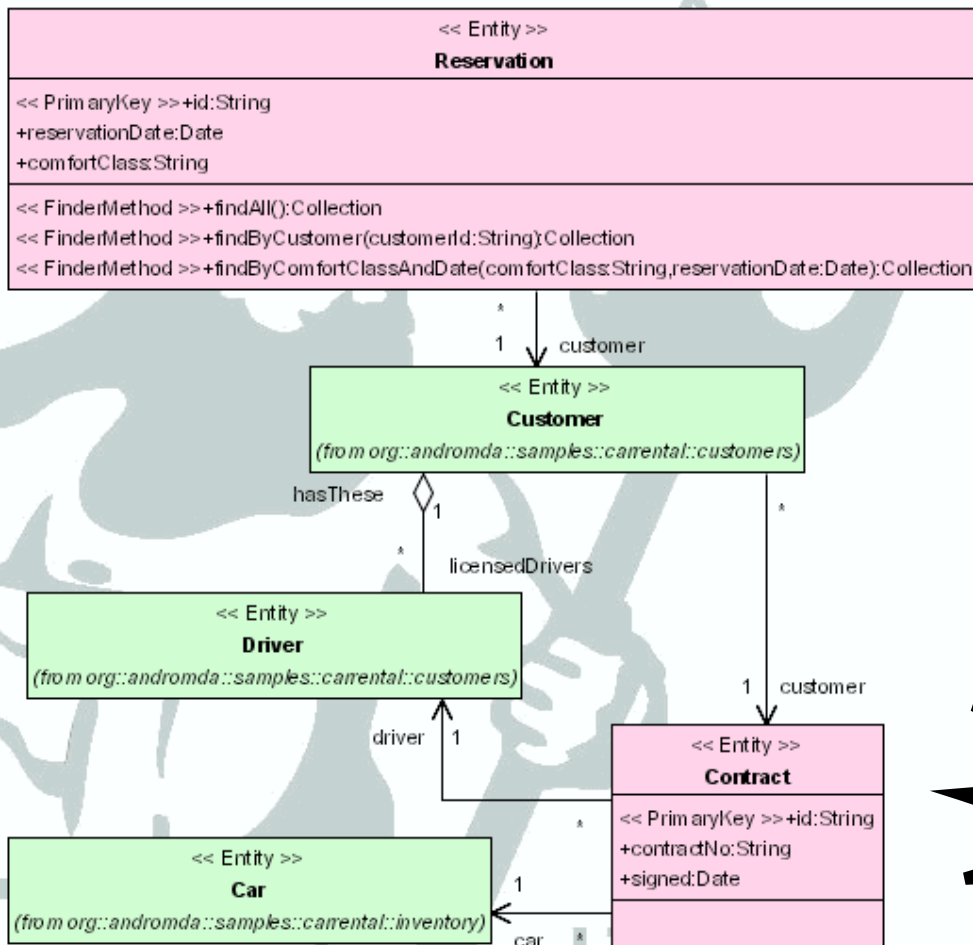 << Entity >>
Reservation
<< PrimaryKey >>+id:String
+reservationDate:Date
+comfortClass:String
<< FinderMethod >>+findAll():Collection
<< FinderMethod >>+findByCustomer(customerId:String):Collection
<< FinderMethod >>+findByComfortClassAndDate(comfortClass:String,reservationDate:Date):Collection
*
1 customer
<< Entity >>
Customer
(from org::andromda::samples::carrental::customers)
hasThese
1
*
*
licensedDrivers
<< Entity >>
Driver
(from org::andromda::samples::carrental::customers)
1 customer
driver 1
<< Entity >>
Contract
<< PrimaryKey >>+id:String
+contractNo:String
+signed:Date
*
<< Entity >>
Car
(from org::andromda::samples::carrental::inventory)
1
car *